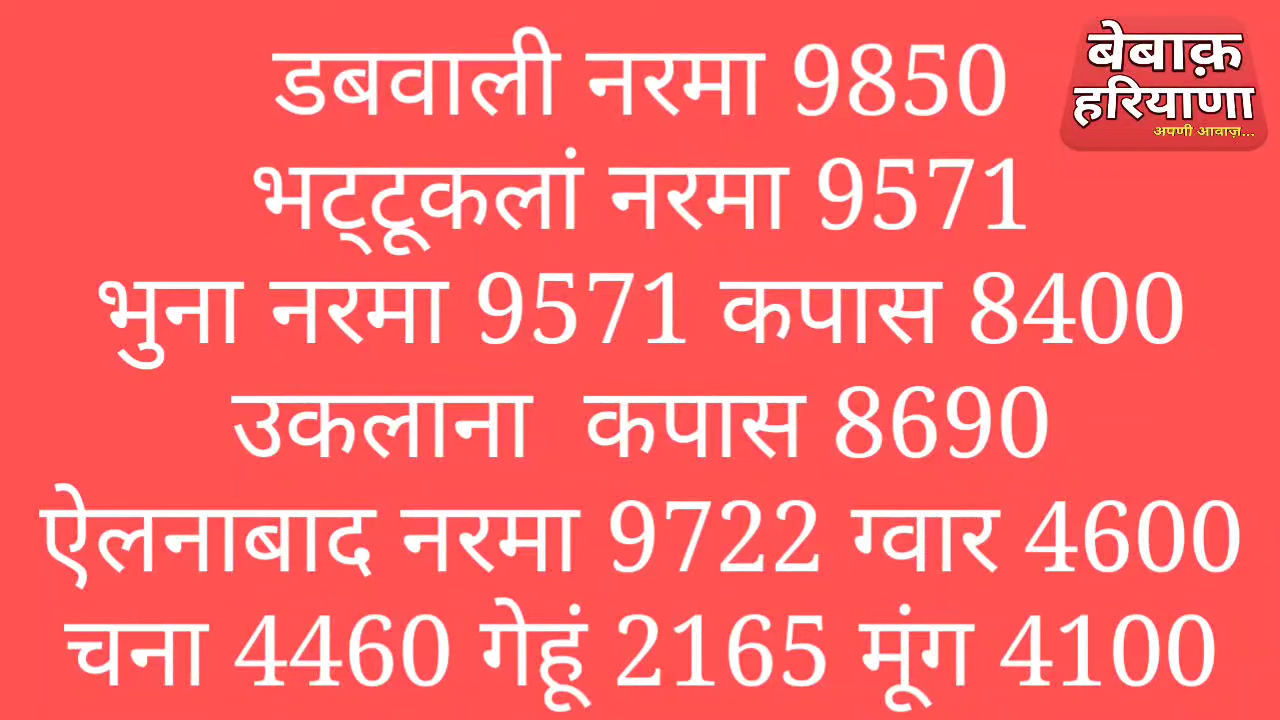 डबवाली नरमा 9850
भट्‌टूकलां नरमा 9571
भुना नरमा 9571 कपास 8400
उकलाना कपास 8690
ऐलनाबाद नरमा 9722 ग्वार 4600
चना 4460 गेहूं 2165 मूंग 4100
बेबाक़
हरियाणा
अपणी आवाज़...